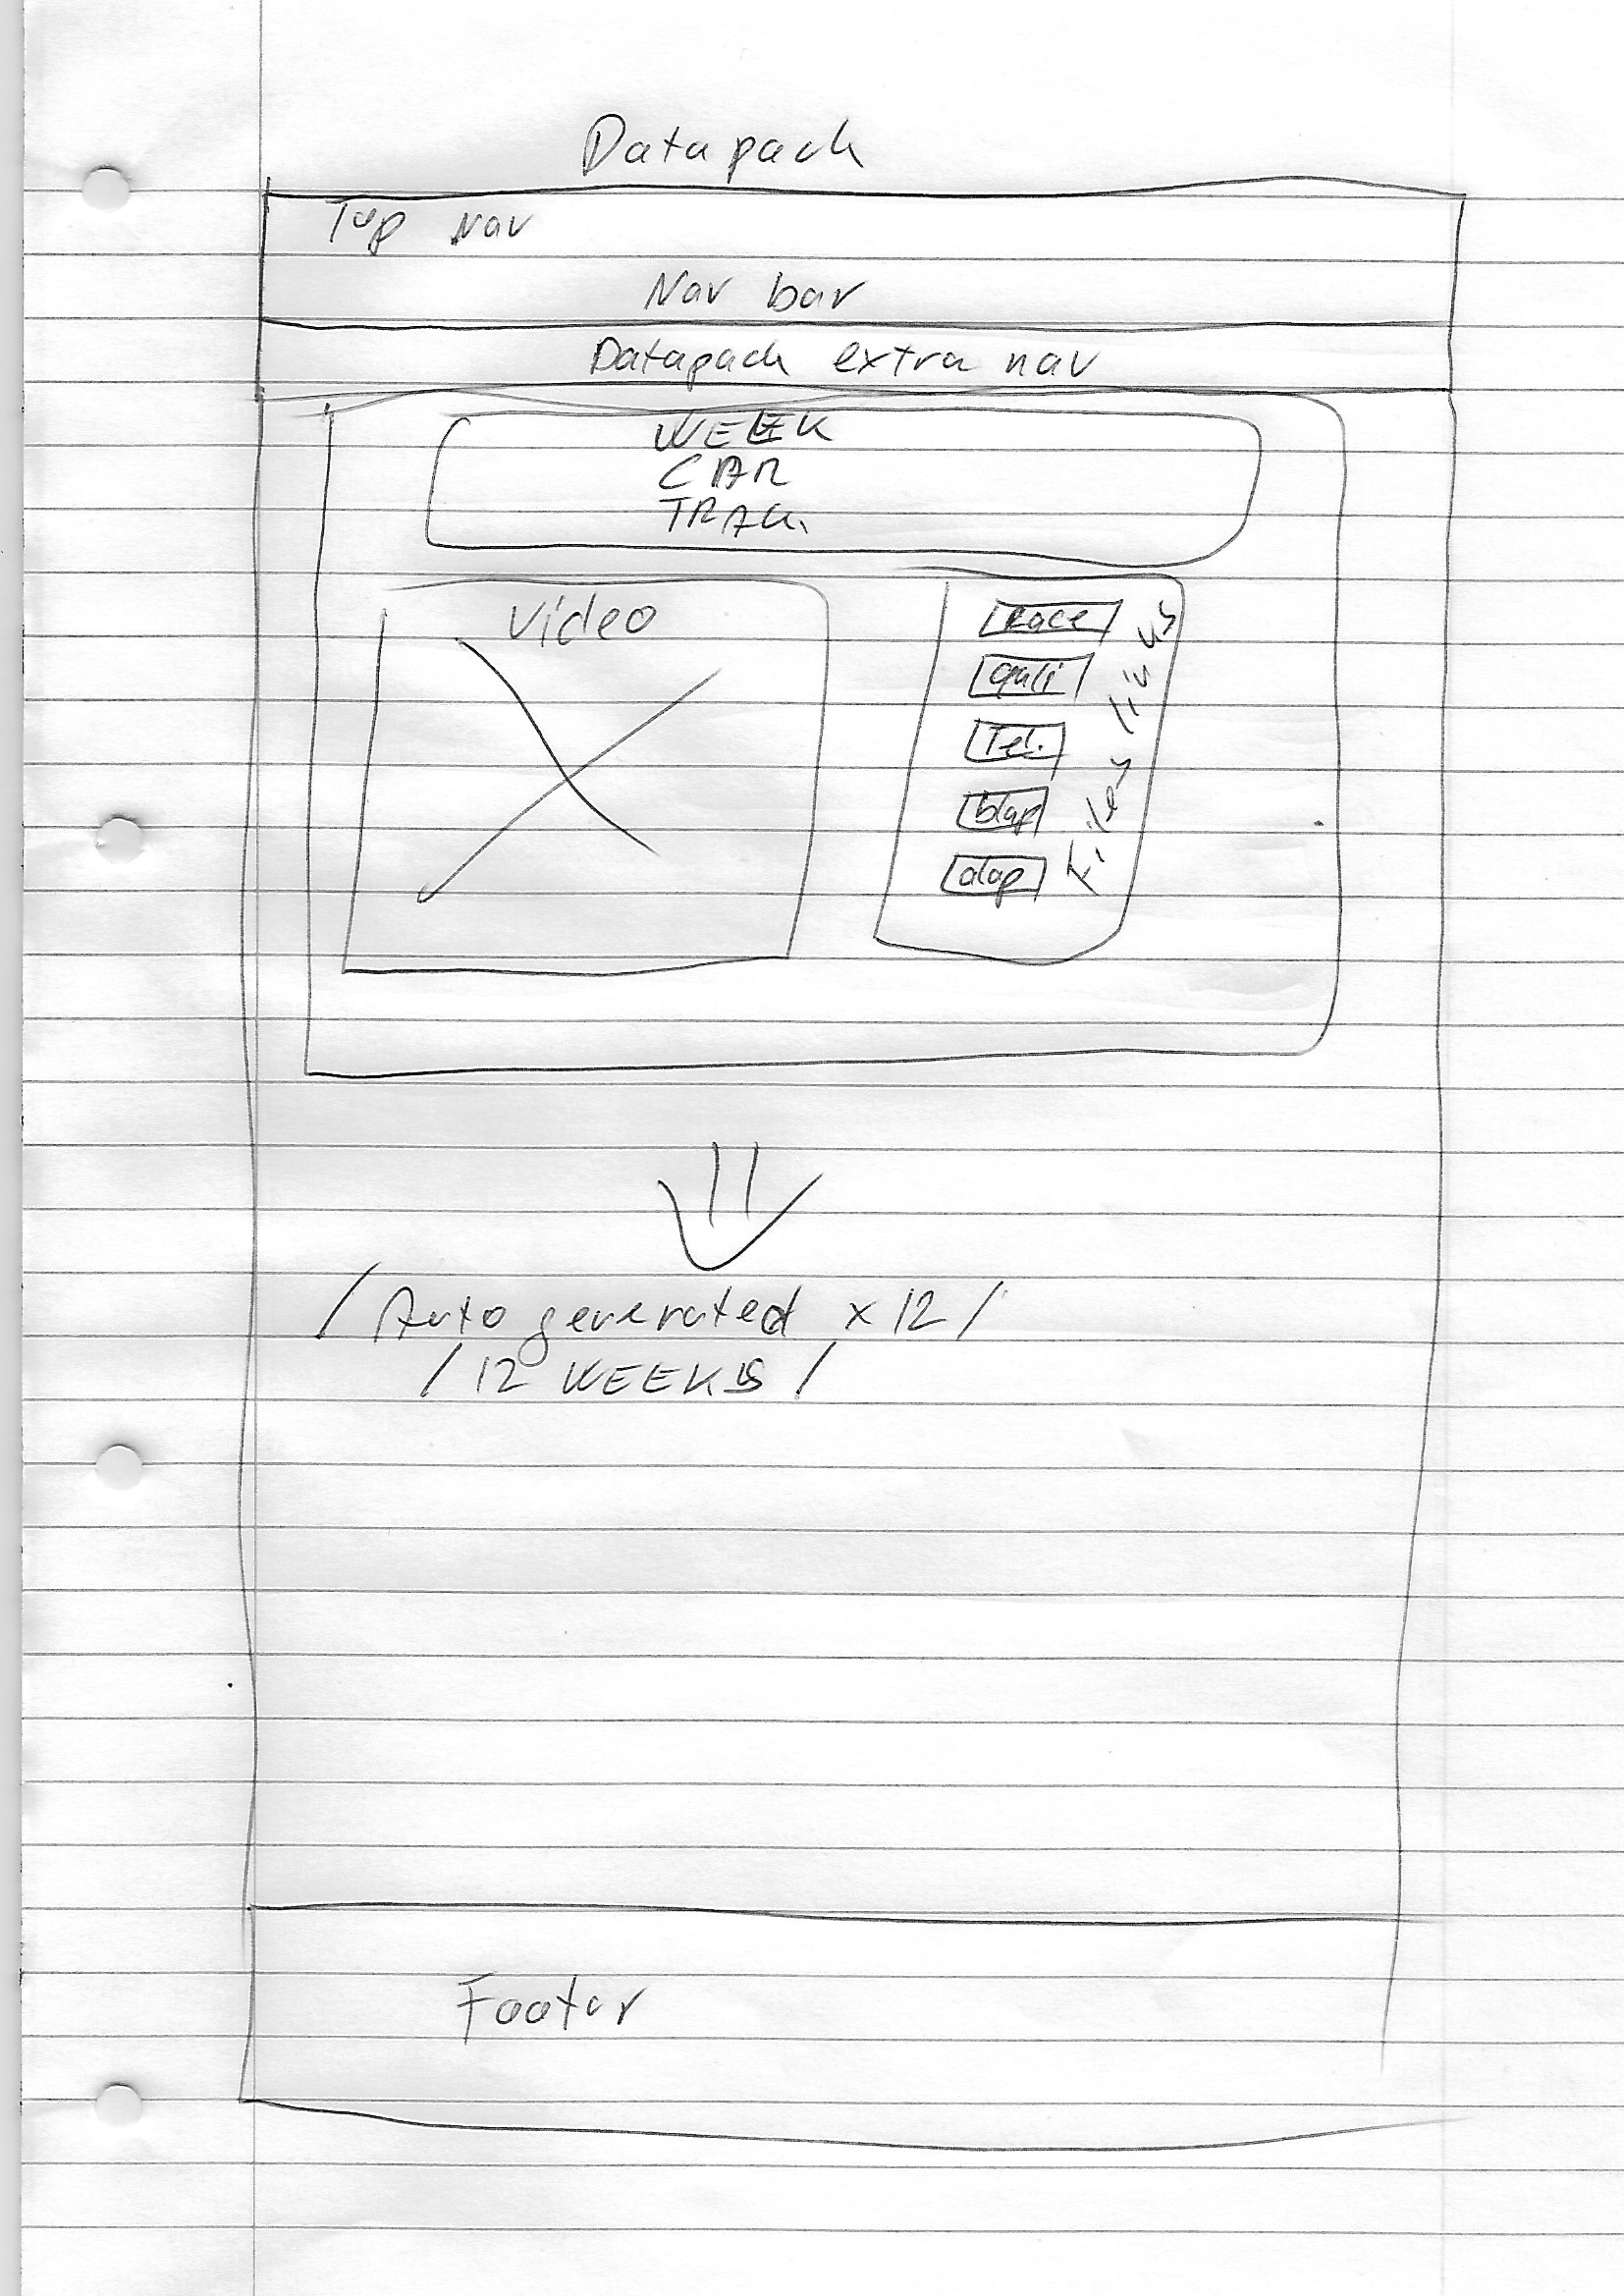 Datapack
Top Nav
Nav bar
Datapack extra nav
WEEK
CAR
TRACK
Video
Race
quli
Tel.
blap
alap
Files links
/ Auto generated x 12 /
/ 12 WEEKS /
Footer